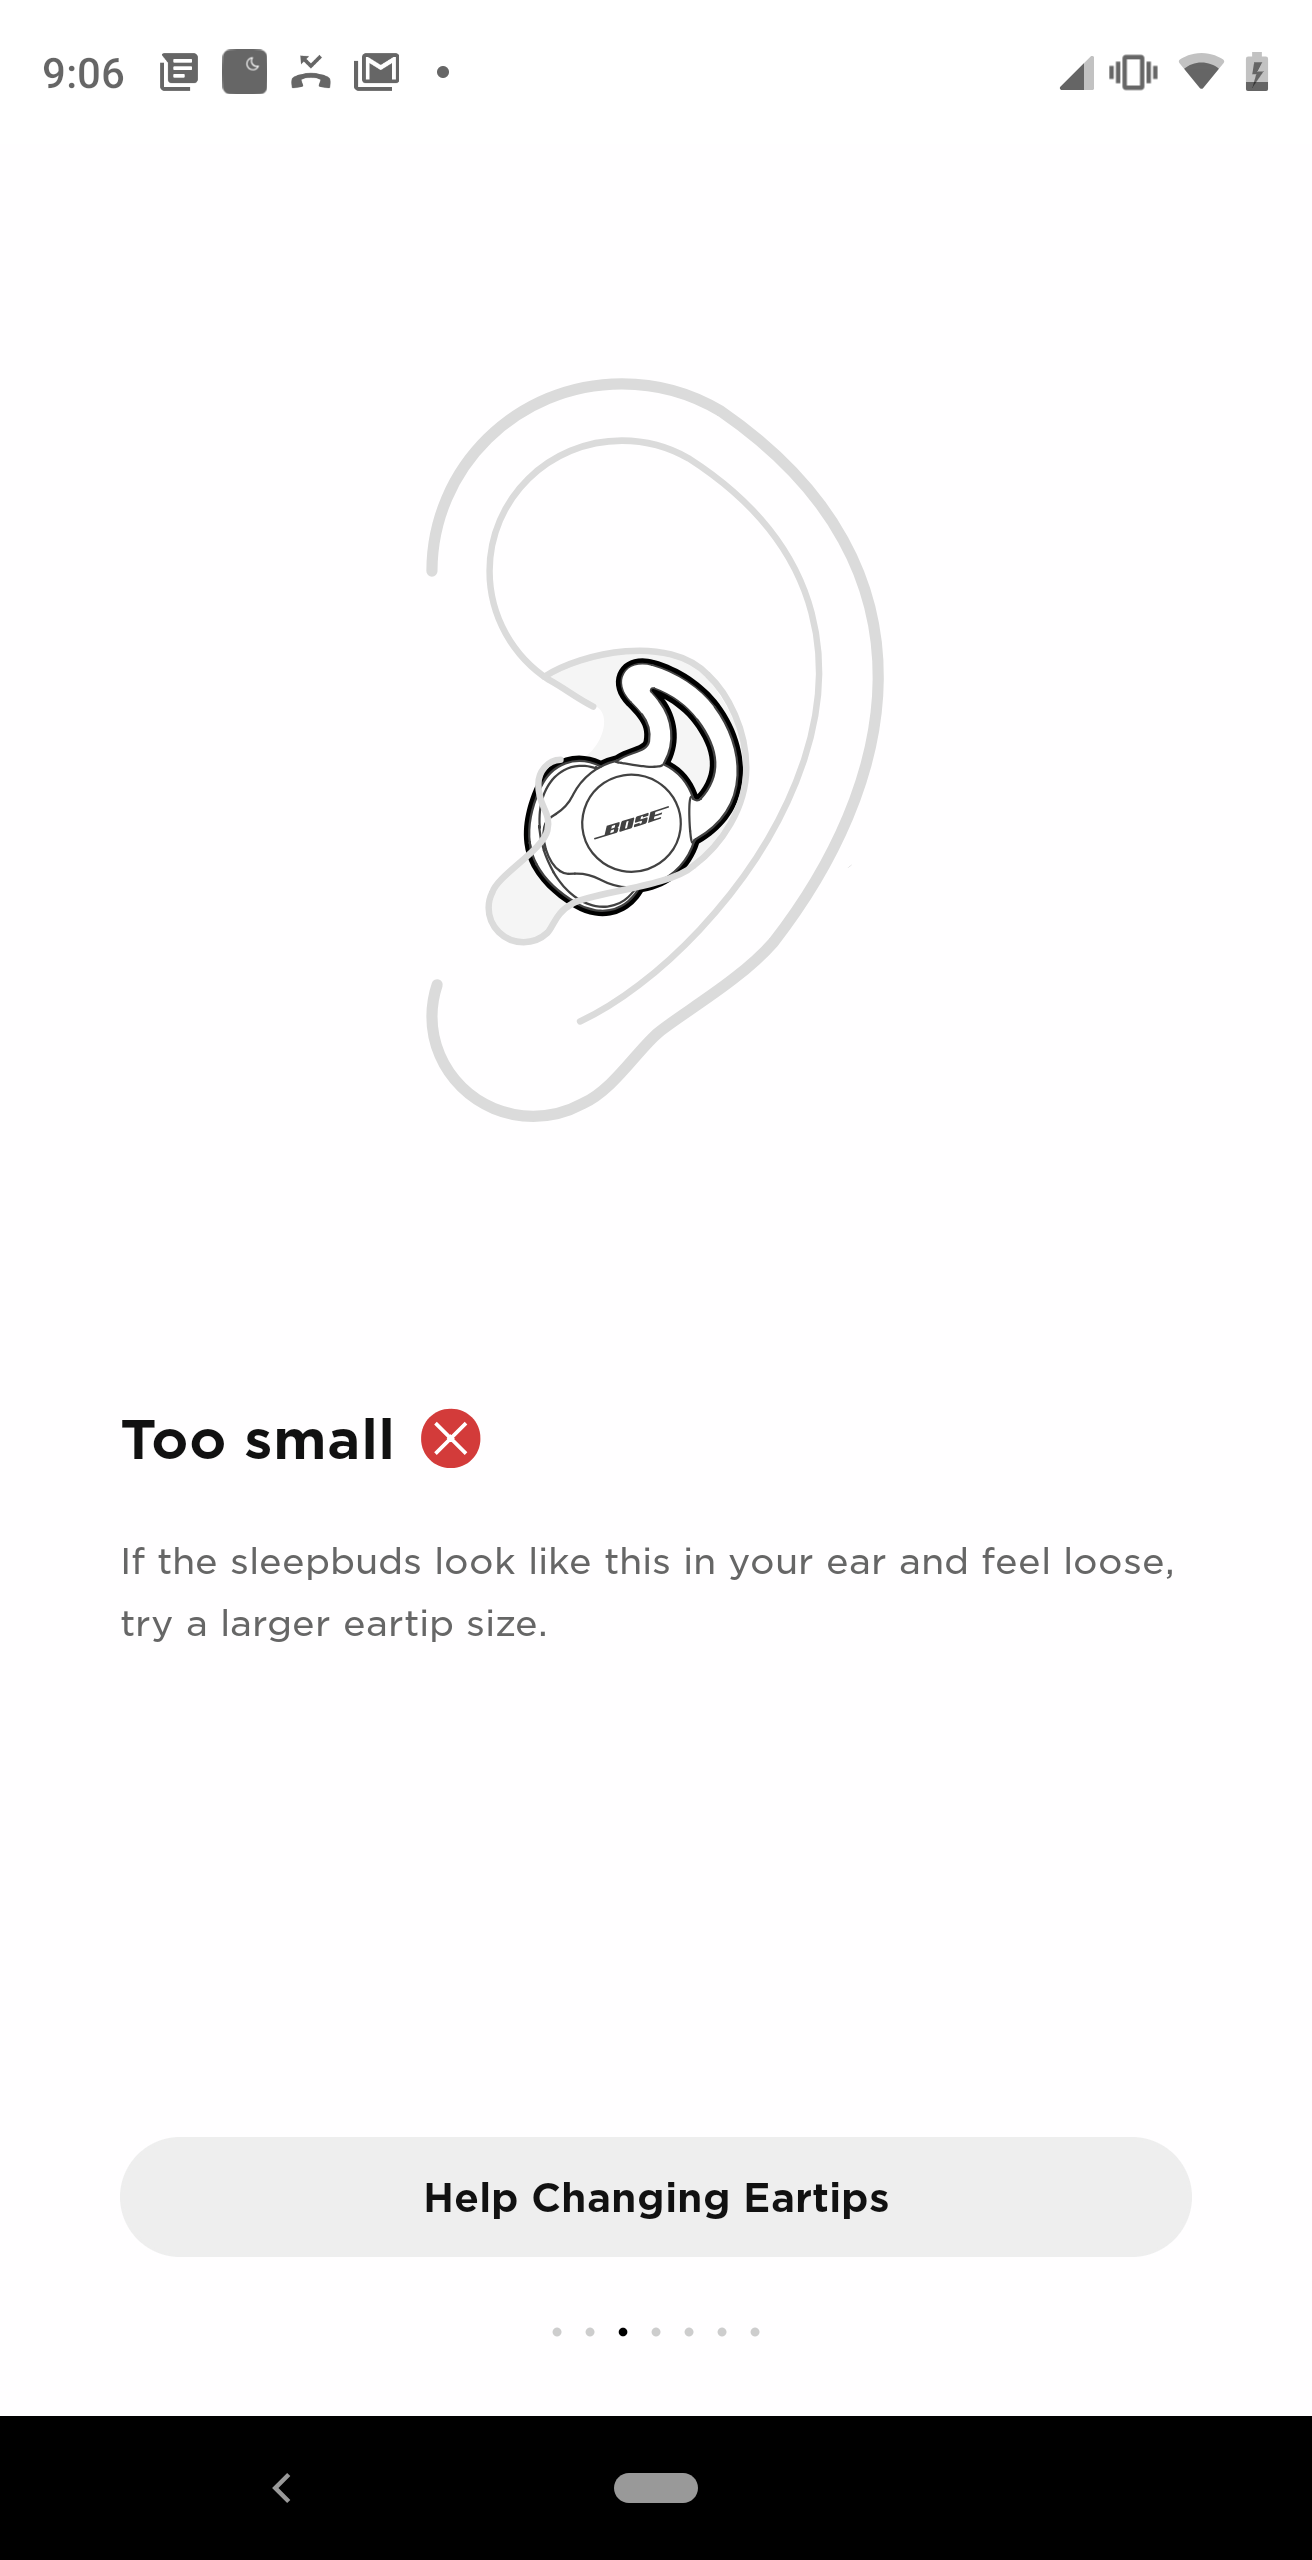 9:06
BOSE
Too small
If the sleepbuds look like this in your ear and feel loose,
try a larger eartip size.
Help Changing Eartips